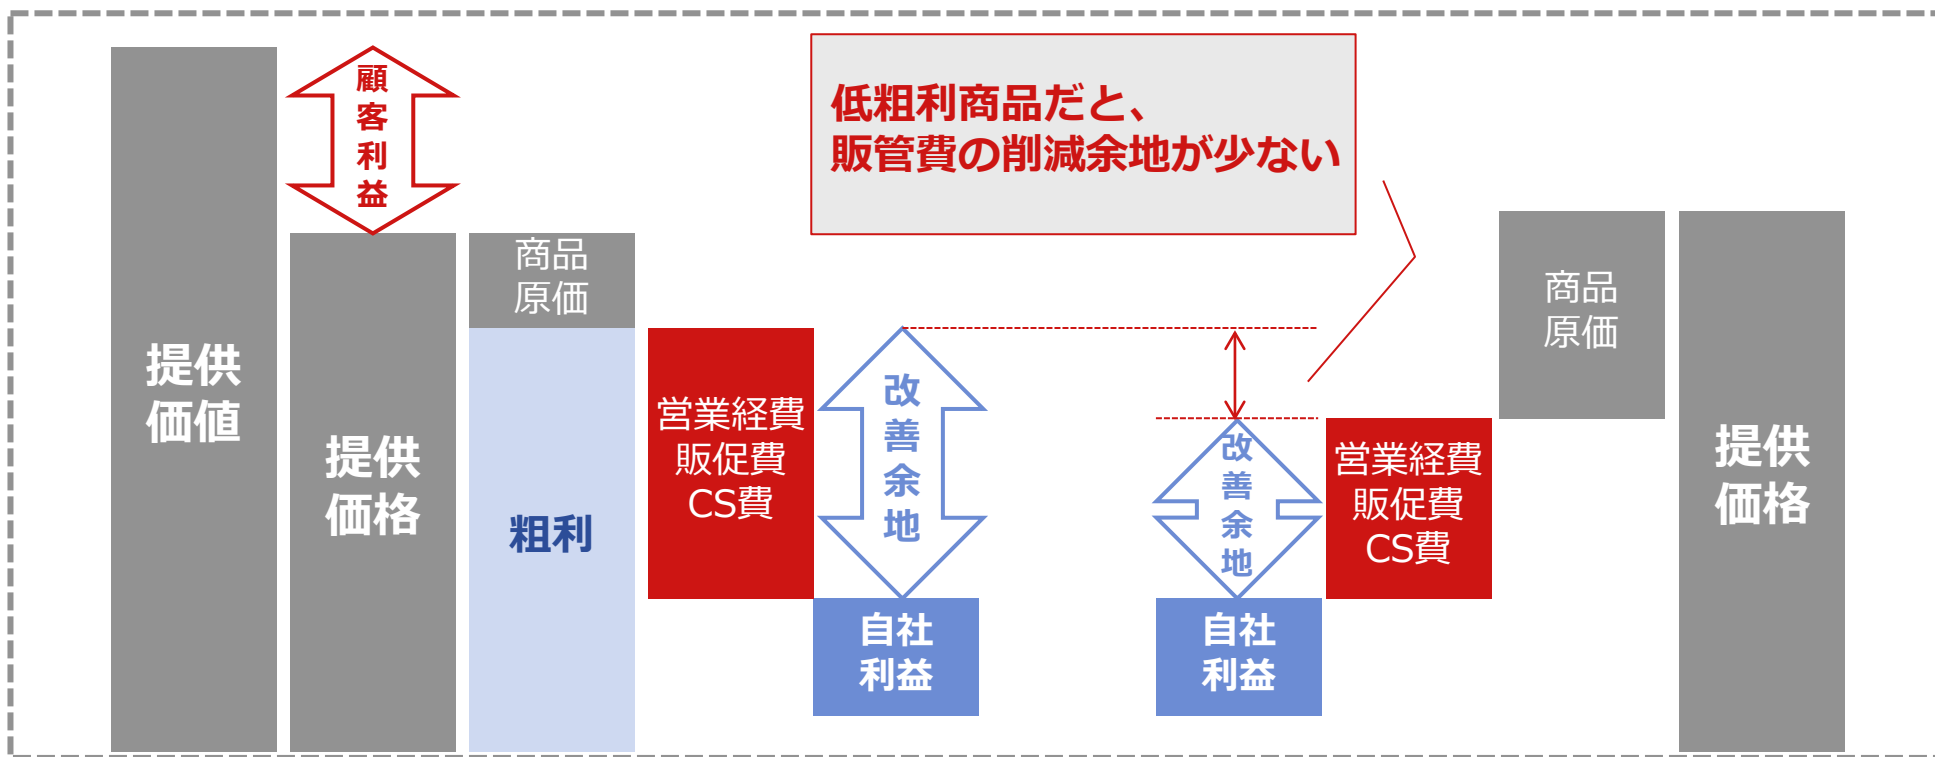 顧客利益
低粗利商品だと、
販管費の削減余地が少ない
提供
価値
提供
価格
商品
原価
粗利
営業経費
販促費
CS費
改善余地
自社
利益
改善余地
自社
利益
営業経費
販促費
CS費
商品
原価
提供
価格